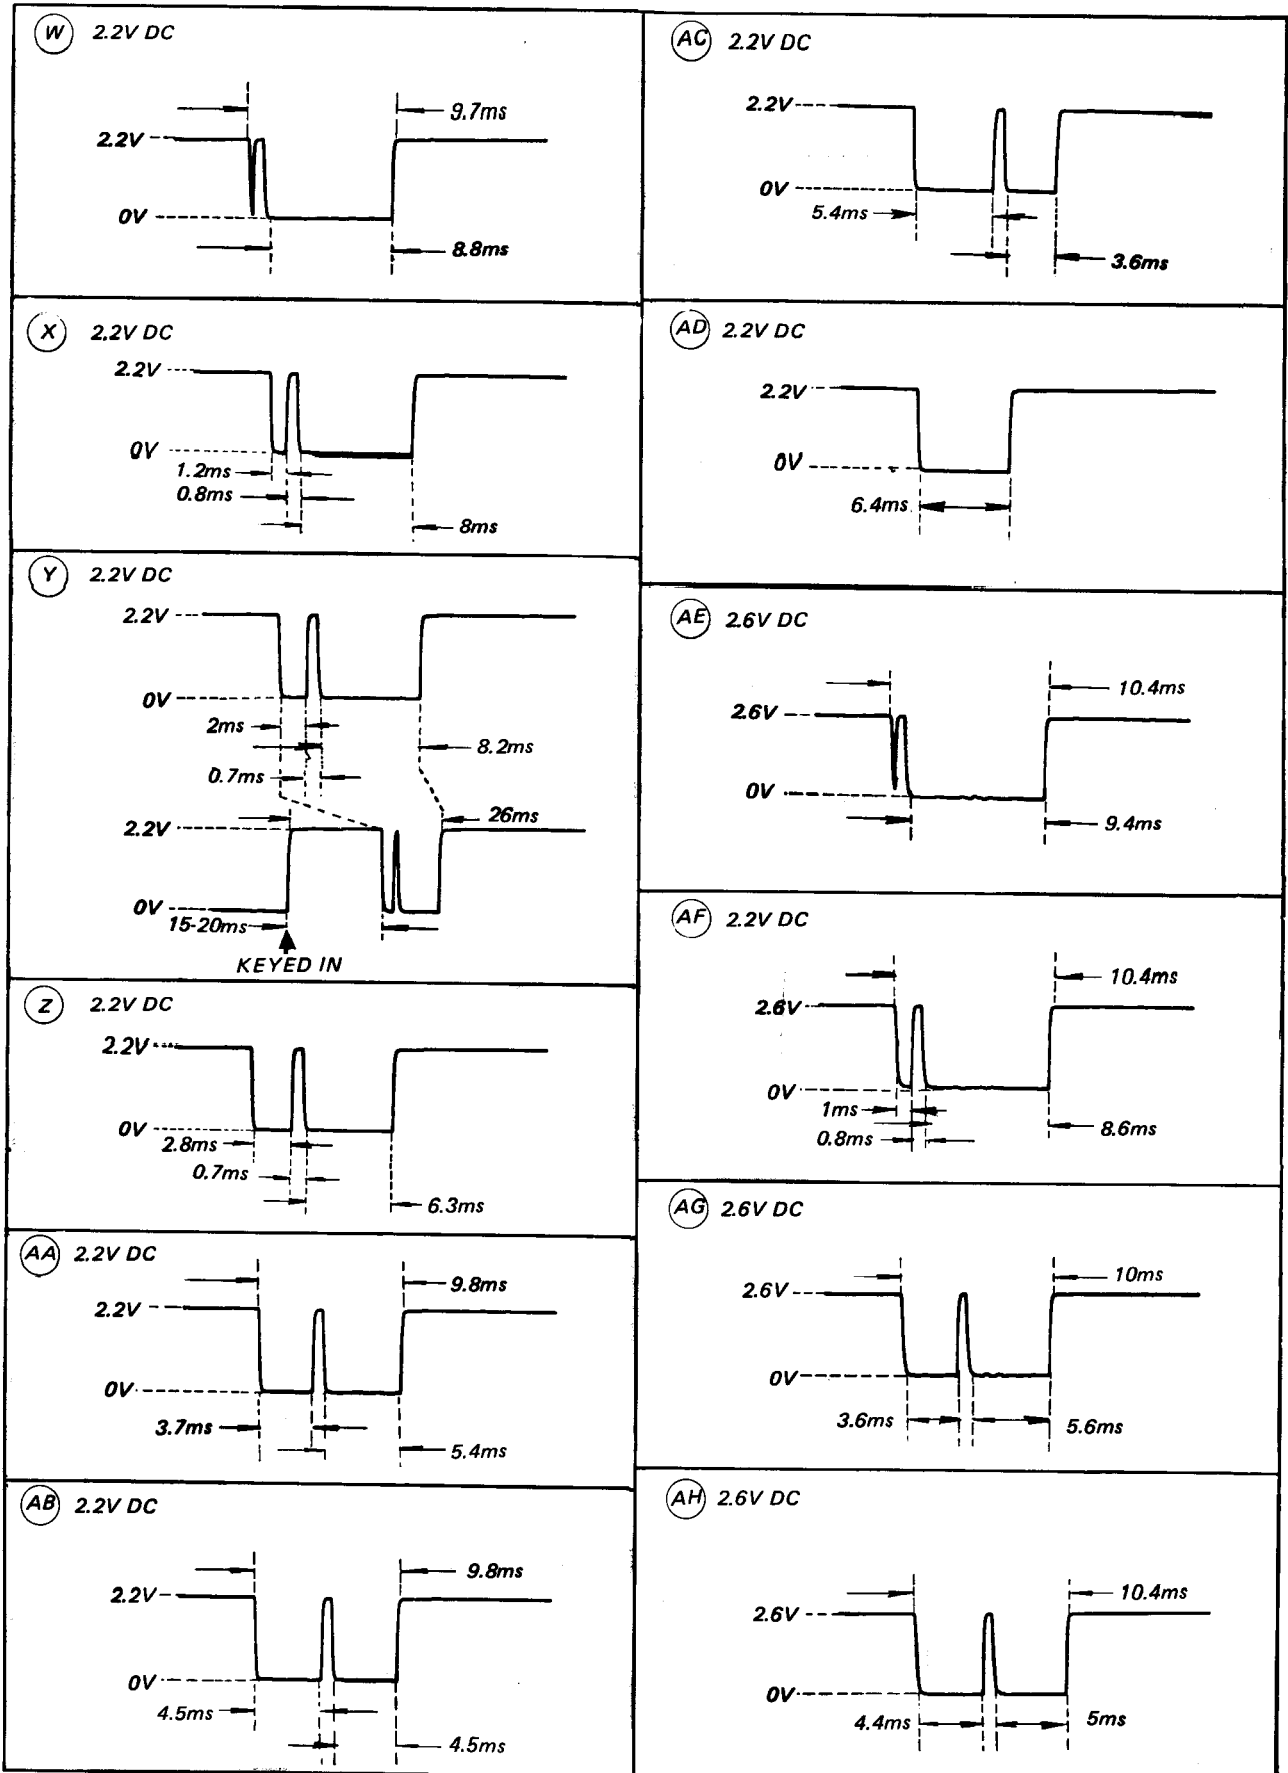 W 2.2V DC
9.7ms
2.2V
0V
8.8ms
X 2.2V DC
2.2V
0V
1.2ms
0.8ms
8ms
Y 2.2V DC
2.2V
0V
2ms
8.2ms
0.7ms
26ms
2.2V
0V
15-20ms
KEYED IN
Z 2.2V DC
2.2V
0V
2.8ms
0.7ms
6.3ms
AA 2.2V DC
9.8ms
2.2V
0V
3.7ms
5.4ms
AB 2.2V DC
9.8ms
2.2V
0V
4.5ms
4.5ms
AC 2.2V DC
2.2V
0V
5.4ms
3.6ms
AD 2.2V DC
2.2V
0V
6.4ms
AE 2.6V DC
10.4ms
2.6V
0V
9.4ms
AF 2.2V DC
10.4ms
2.6V
0V
1ms
0.8ms
8.6ms
AG 2.6V DC
10ms
2.6V
0V
3.6ms
5.6ms
AH 2.6V DC
10.4ms
2.6V
0V
4.4ms
5ms